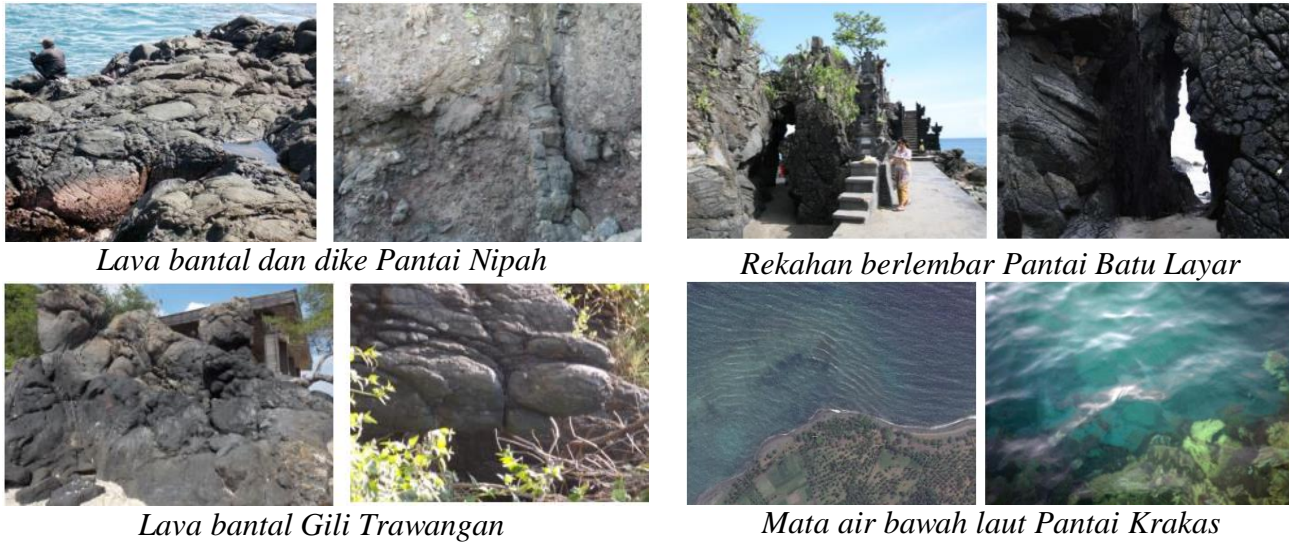 Lava bantal dan dike Pantai Nipah
Rekahan berlembar Pantai Batu Layar
Lava bantal Gili Trawangan
Mata air bawah laut Pantai Krakas